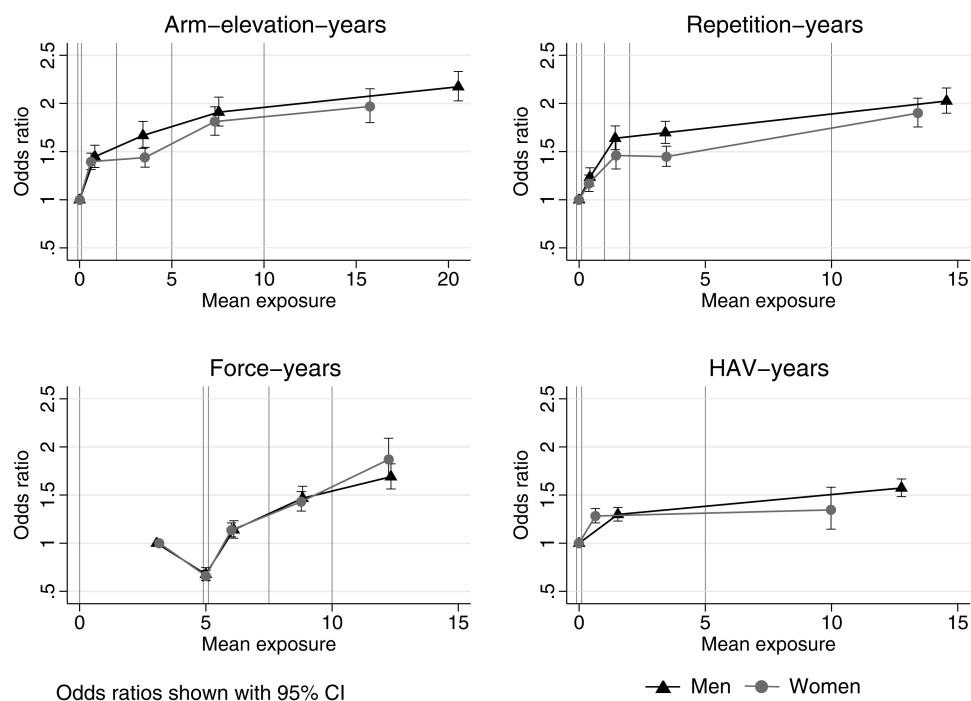 Arm−elevation−years
Odds ratio
2.5
2
1.5
1
.5
0 5 10 15 20
Mean exposure
Repetition−years
Odds ratio
2.5
2
1.5
1
.5
0 5 10 15
Mean exposure
Force−years
Odds ratio
2.5
2
1.5
1
.5
0 5 10 15
Mean exposure
HAV−years
Odds ratio
2.5
2
1.5
1
.5
0 5 10 15
Mean exposure
Odds ratios shown with 95% CI
Men Women